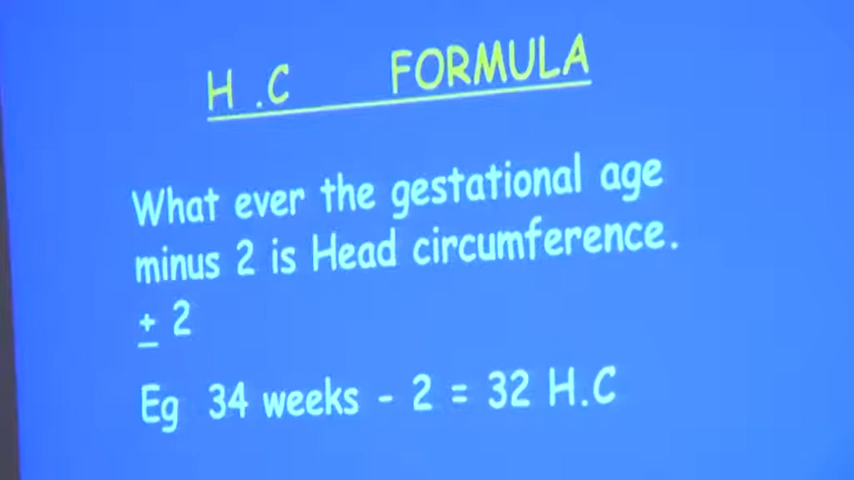 H .C FORMULA
What ever the gestational age
minus 2 is Head circumference.
± 2
Eg 34 weeks - 2 = 32 H.C